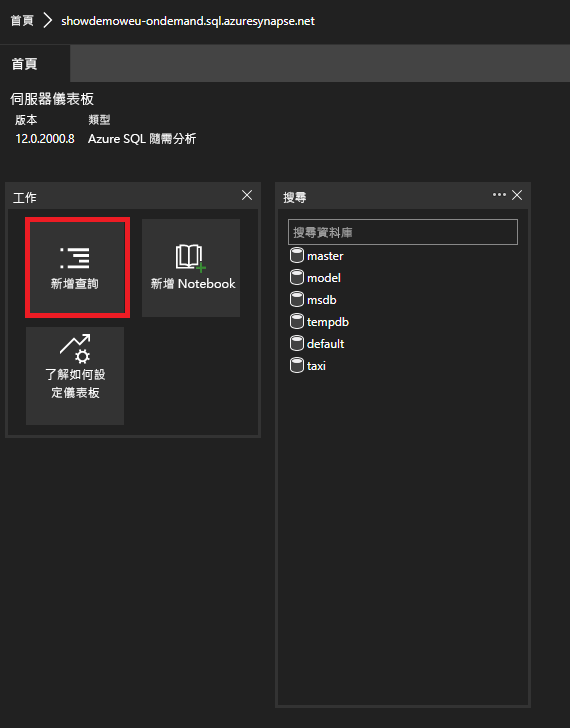 首頁 showdemoweu-ondemand.sql.azuresynapse.net
首頁
伺服器儀表板
版本 類型
12.0.2000.8 Azure SQL 隨需分析
工作
新增查詢
新增 Notebook
了解如何設
定儀表板
搜尋
搜尋資料庫
master
model
msdb
tempdb
default
taxi